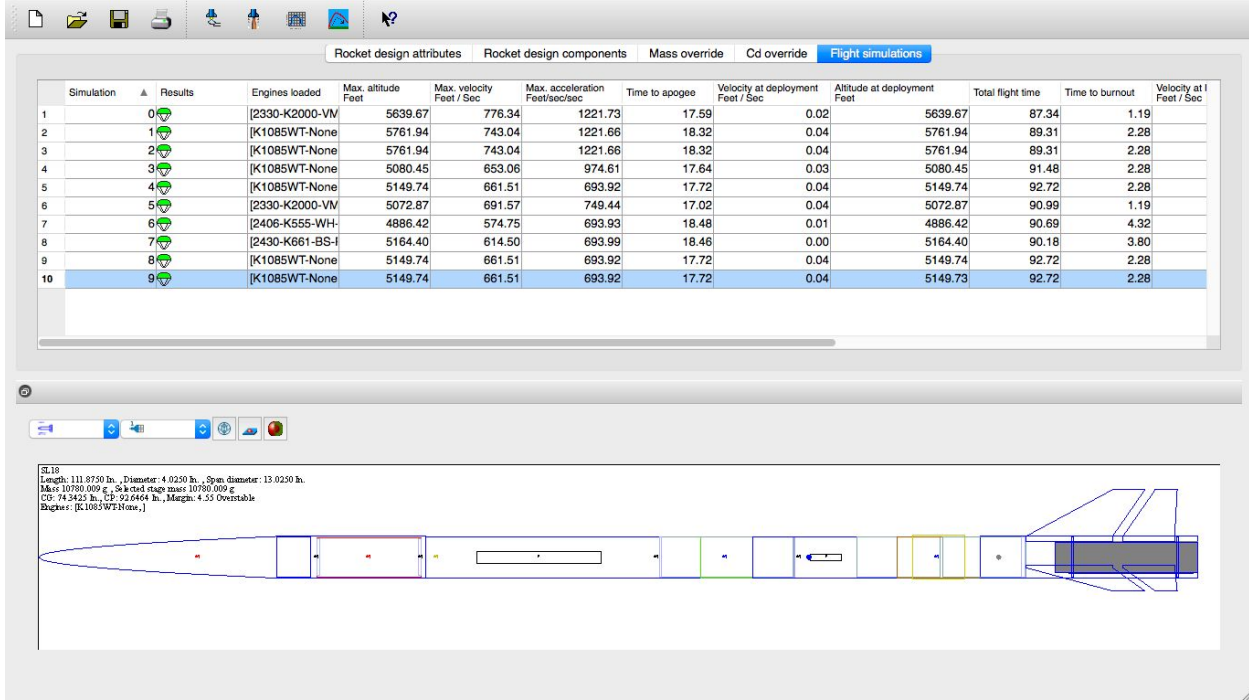 Rocket design attributes Rocket design components Mass override Cd override Flight simulations
Simulation Results Engines loaded Max. altitude Feet Max. velocity Feet / Sec Max. acceleration Feet/sec/sec Time to apogee Velocity at deployment Feet / Sec Altitude at deployment Feet Total flight time Time to burnout Velocity at l Feet / Sec
1 0 [2330-K2000-VM 5639.67 776.34 1221.73 17.59 0.02 5639.67 87.34 1.19
2 1 [K1085WT-None 5761.94 743.04 1221.66 18.32 0.04 5761.94 89.31 2.28
3 2 [K1085WT-None 5761.94 743.04 1221.66 18.32 0.04 5761.94 89.31 2.28
4 3 [K1085WT-None 5080.45 653.06 974.61 17.64 0.03 5080.45 91.48 2.28
5 4 [K1085WT-None 5149.74 661.51 693.92 17.72 0.04 5149.74 92.72 2.28
6 5 [2330-K2000-VM 5072.87 691.57 749.44 17.02 0.04 5072.87 90.99 1.19
7 6 [2406-K555-WH- 4886.42 574.75 693.93 18.48 0.01 4886.42 90.69 4.32
8 7 [2430-K661-BS-F 5164.40 614.50 693.99 18.46 0.00 5164.40 90.18 3.80
9 8 [K1085WT-None 5149.74 661.51 693.92 17.72 0.04 5149.74 92.72 2.28
10 9 [K1085WT-None 5149.74 661.51 693.92 17.72 0.04 5149.73 92.72 2.28
SL18
Length: 111.8750 In. , Diameter: 4.0250 In. , Span diameter: 13.0250 In.
Mass 10780.009 g , Selected stage mass 10780.009 g
CG: 74.3425 In., CP: 92.6464 In., Margin: 4.55 Overstable
Engines: [K1085WT-None,]